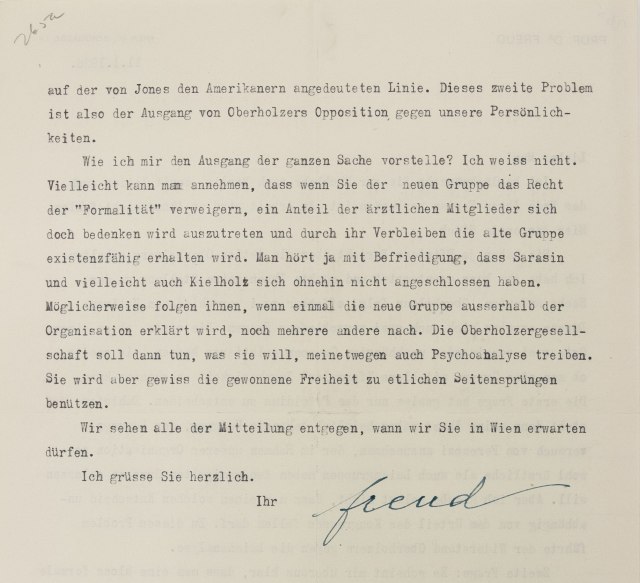 265a
auf der von Jones den Amerikanern angedeuteten Linie. Dieses zweite Problem
ist also der Ausgang von Oberholzers Opposition gegen unsere Persönlich-
keiten.
Wie ich mir den Ausgang der ganzen Sache vorstelle? Ich weiss nicht.
Vielleicht kann man annehmen, dass wenn Sie der neuen Gruppe das Recht
der "Formalität" verweigern, ein Anteil der ärztlichen Mitglieder sich
doch bedenken wird auszutreten und durch ihr Verbleiben die alte Gruppe
existenzfähig erhalten wird. Man hört ja mit Befriedigung, dass Sarasin
und vielleicht auch Kielholz sich ohnehin nicht angeschlossen haben.
Möglicherweise folgen ihnen, wenn einmal die neue Gruppe ausserhalb der
Organisation erklärt wird, noch mehrere andere nach. Die Oberholzergesell-
schaft soll dann tun, was sie will, meinetwegen auch Psychoahalyse treiben.
Sie wird aber gewiss die gewonnene Freiheit zu etlichen Seitensprüngen
benützen.
Wir sehen alle der Mitteilung entgegen, wann wir Sie in Wien erwarten
dürfen.
Ich grüsse Sie herzlich.
Ihr freud